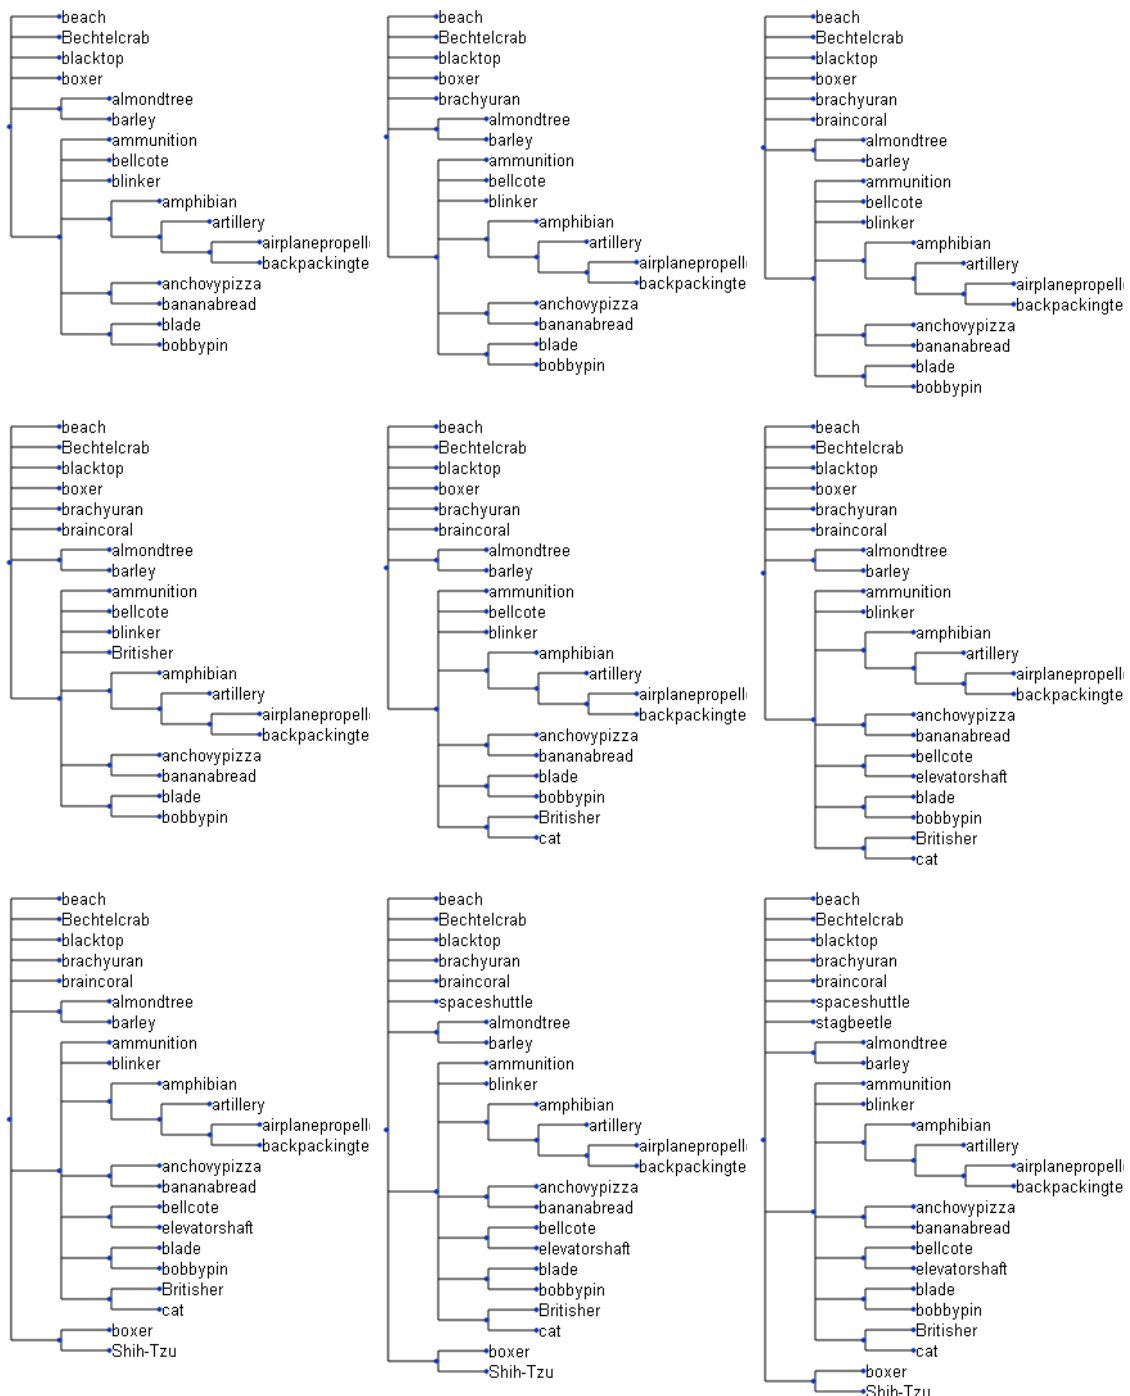 beach
Bechtelcrab
blacktop
boxer
almondtree
barley
ammunition
bellcote
blinker
amphibian
artillery
airplanepropell
backpackingte
anchovypizza
bananabread
blade
bobbypin
beach
Bechtelcrab
blacktop
boxer
brachyuran
almondtree
barley
ammunition
bellcote
blinker
amphibian
artillery
airplanepropell
backpackingte
anchovypizza
bananabread
blade
bobbypin
beach
Bechtelcrab
blacktop
boxer
brachyuran
braincoral
almondtree
barley
ammunition
bellcote
blinker
amphibian
artillery
airplanepropell
backpackingte
anchovypizza
bananabread
blade
bobbypin
beach
Bechtelcrab
blacktop
boxer
brachyuran
braincoral
almondtree
barley
ammunition
bellcote
blinker
Britisher
amphibian
artillery
airplanepropell
backpackingte
anchovypizza
bananabread
blade
bobbypin
beach
Bechtelcrab
blacktop
boxer
brachyuran
braincoral
almondtree
barley
ammunition
bellcote
blinker
amphibian
artillery
airplanepropell
backpackingte
anchovypizza
bananabread
blade
bobbypin
Britisher
cat
beach
Bechtelcrab
blacktop
boxer
brachyuran
braincoral
almondtree
barley
ammunition
blinker
amphibian
artillery
airplanepropell
backpackingte
anchovypizza
bananabread
bellcote
elevatorshaft
blade
bobbypin
Britisher
cat
beach
Bechtelcrab
blacktop
brachyuran
braincoral
almondtree
barley
ammunition
blinker
amphibian
artillery
airplanepropell
backpackingte
anchovypizza
bananabread
bellcote
elevatorshaft
blade
bobbypin
Britisher
cat
boxer
Shih-Tzu
beach
Bechtelcrab
blacktop
brachyuran
braincoral
spaceshuttle
almondtree
barley
ammunition
blinker
amphibian
artillery
airplanepropell
backpackingte
anchovypizza
bananabread
bellcote
elevatorshaft
blade
bobbypin
Britisher
cat
boxer
Shih-Tzu
beach
Bechtelcrab
blacktop
brachyuran
braincoral
spaceshuttle
stagbeetle
almondtree
barley
ammunition
blinker
amphibian
artillery
airplanepropell
backpackingte
anchovypizza
bananabread
bellcote
elevatorshaft
blade
bobbypin
Britisher
cat
boxer
Shih-Tzu